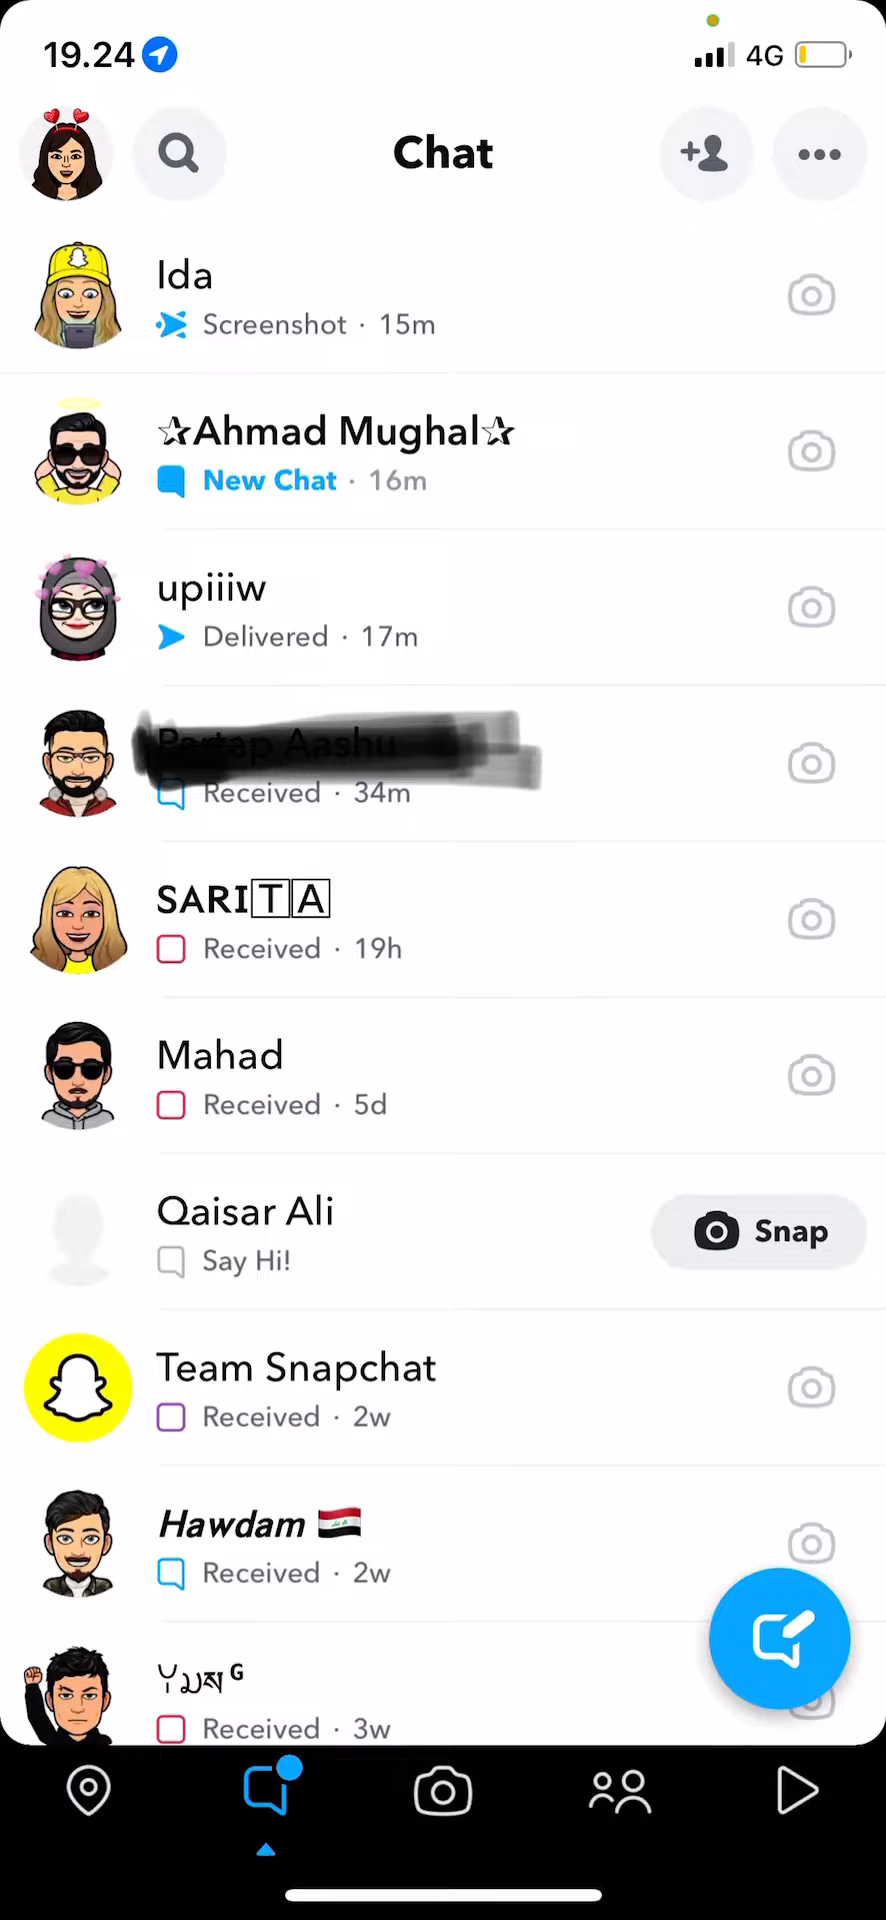 19.24
4G
Chat
Ida
Screenshot · 15m
☆Ahmad Mughal☆
New Chat · 16m
upiiiw
Delivered · 17m
Received · 34m
SARI🅃🄰
Received · 19h
Mahad
Received · 5d
Qaisar Ali
Say Hi!
Snap
Team Snapchat
Received · 2w
Hawdam 🇮🇶
Received · 2w
Received · 3w